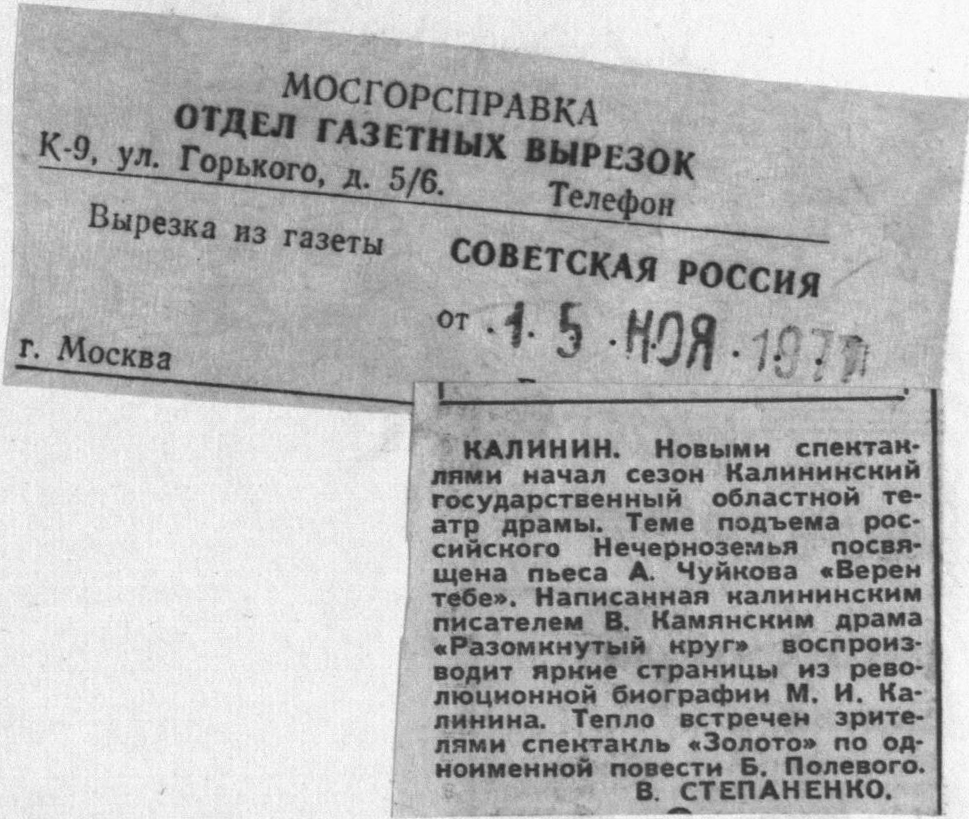 МОСГОРСПРАВКА
ОТДЕЛ ГАЗЕТНЫХ ВЫРЕЗОК
К-9, ул. Горького, д. 5/6. Телефон
Вырезка из газеты
СОВЕТСКАЯ РОССИЯ
от . 1. 5 . НОЯ . 1977
г. Москва
КАЛИНИН. Новыми спектак-
лями начал сезон Калининский
государственный областной те-
атр драмы. Теме подъема рос-
сийского Нечерноземья посвя-
щена пьеса А. Чуйкова «Верен
тебе». Написанная калининским
писателем В. Камянским драма
«Разомкнутый круг» воспроиз-
водит яркие страницы из рево-
люционной биографии М. И. Ка-
линина. Тепло встречен зрите-
лями спектакль «Золото» по од-
ноименной повести Б. Полевого.
В. СТЕПАНЕНКО.